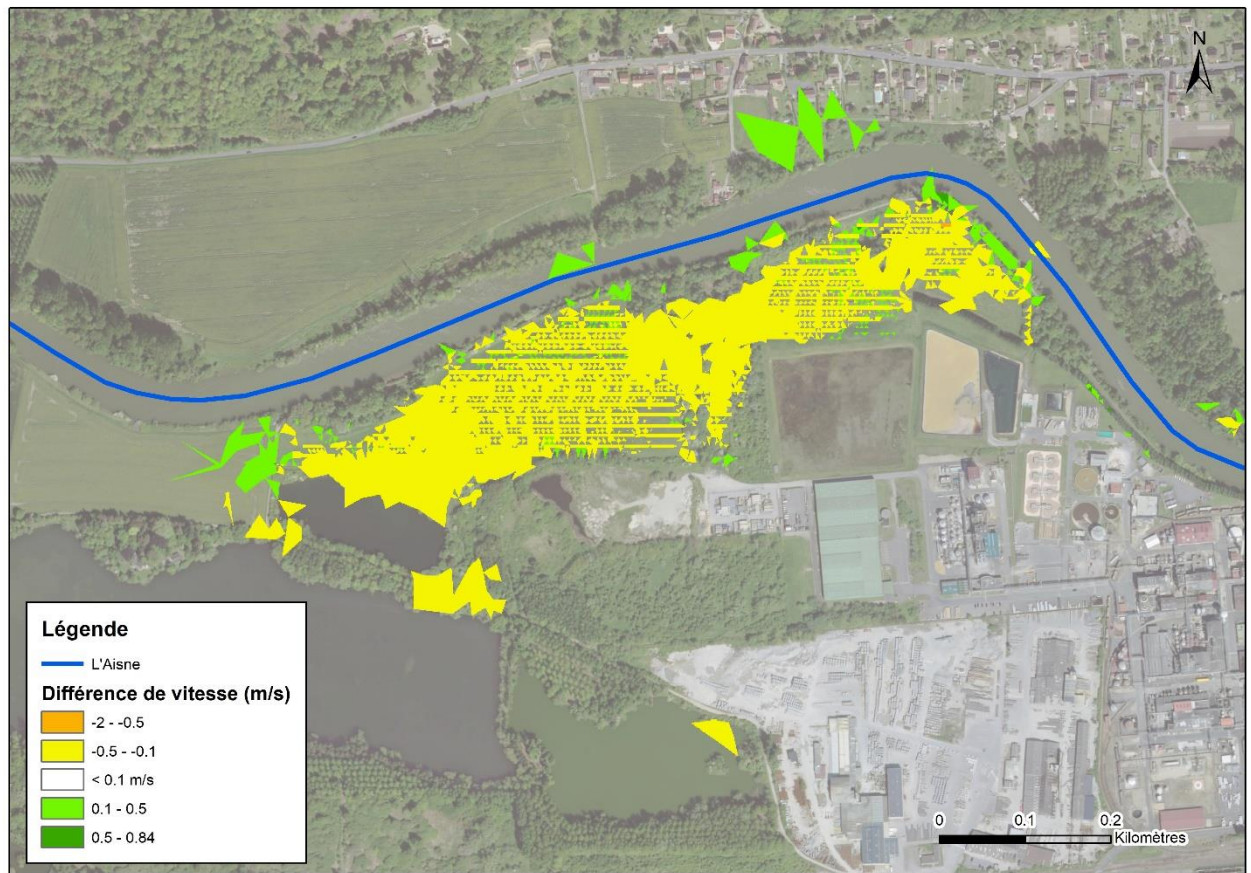 N
Légende
L'Aisne
Différence de vitesse (m/s)
-2 - -0.5
-0.5 - -0.1
< 0.1 m/s
0.1 - 0.5
0.5 - 0.84
0 0.1 0.2
Kilomètres